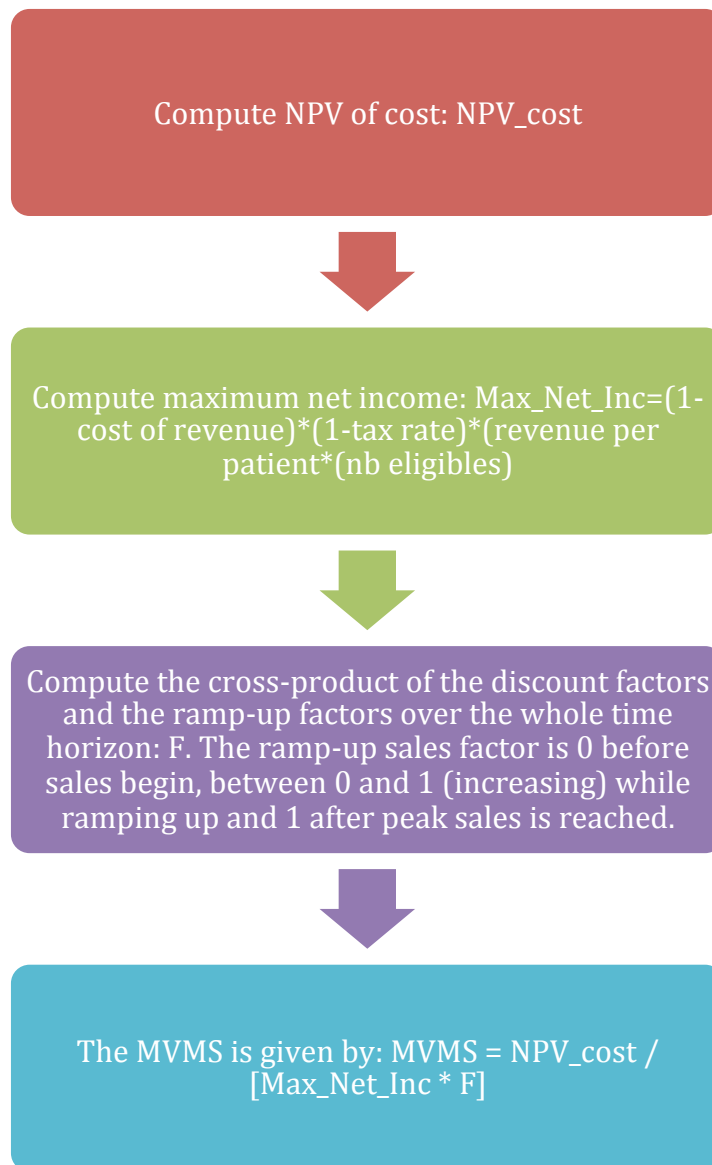 Compute NPV of cost: NPV_cost
Compute maximum net income: Max_Net_Inc=(1-
cost of revenue)*(1-tax rate)*(revenue per
patient*(nb eligibles)
Compute the cross-product of the discount factors
and the ramp-up factors over the whole time
horizon: F. The ramp-up sales factor is 0 before
sales begin, between 0 and 1 (increasing) while
ramping up and 1 after peak sales is reached.
The MVMS is given by: MVMS = NPV_cost /
[Max_Net_Inc * F]